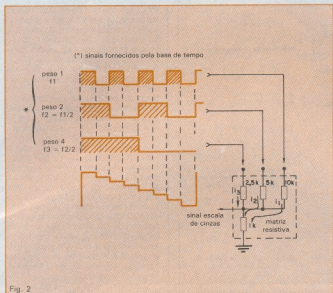 (*) sinais fornecidos pela base de tempo
peso 1
f1
peso 2
f2 = f1/2
*
peso 4
f3 = f2/2
2,5k 5k 10k
i3 i2 i1
sinal escala
de cinzas
1k
matriz
resistiva
Fig. 2